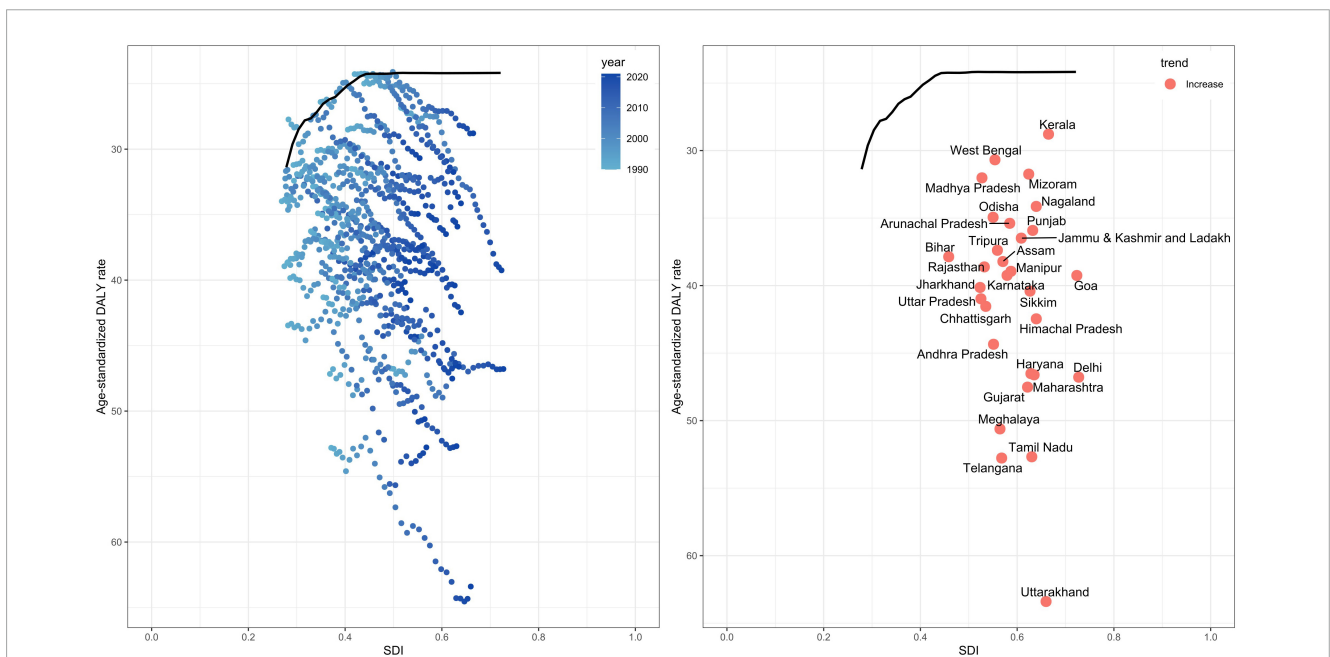 year
2020
2010
2000
1990
Age-standardized DALY rate
30
40
50
60
0.0
0.2
0.4
0.6
0.8
1.0
SDI
trend
Increase
Age-standardized DALY rate
30
40
50
60
Kerala
West Bengal
Madhya Pradesh
Mizoram
Nagaland
Odisha
Arunachal Pradesh
Punjab
Jammu & Kashmir and Ladakh
Tripura
Assam
Bihar
Rajasthan
Manipur
Jharkhand
Karnataka
Goa
Uttar Pradesh
Sikkim
Chhattisgarh
Himachal Pradesh
Andhra Pradesh
Haryana
Delhi
Maharashtra
Gujarat
Meghalaya
Tamil Nadu
Telangana
Uttarakhand
0.0
0.2
0.4
0.6
0.8
1.0
SDI